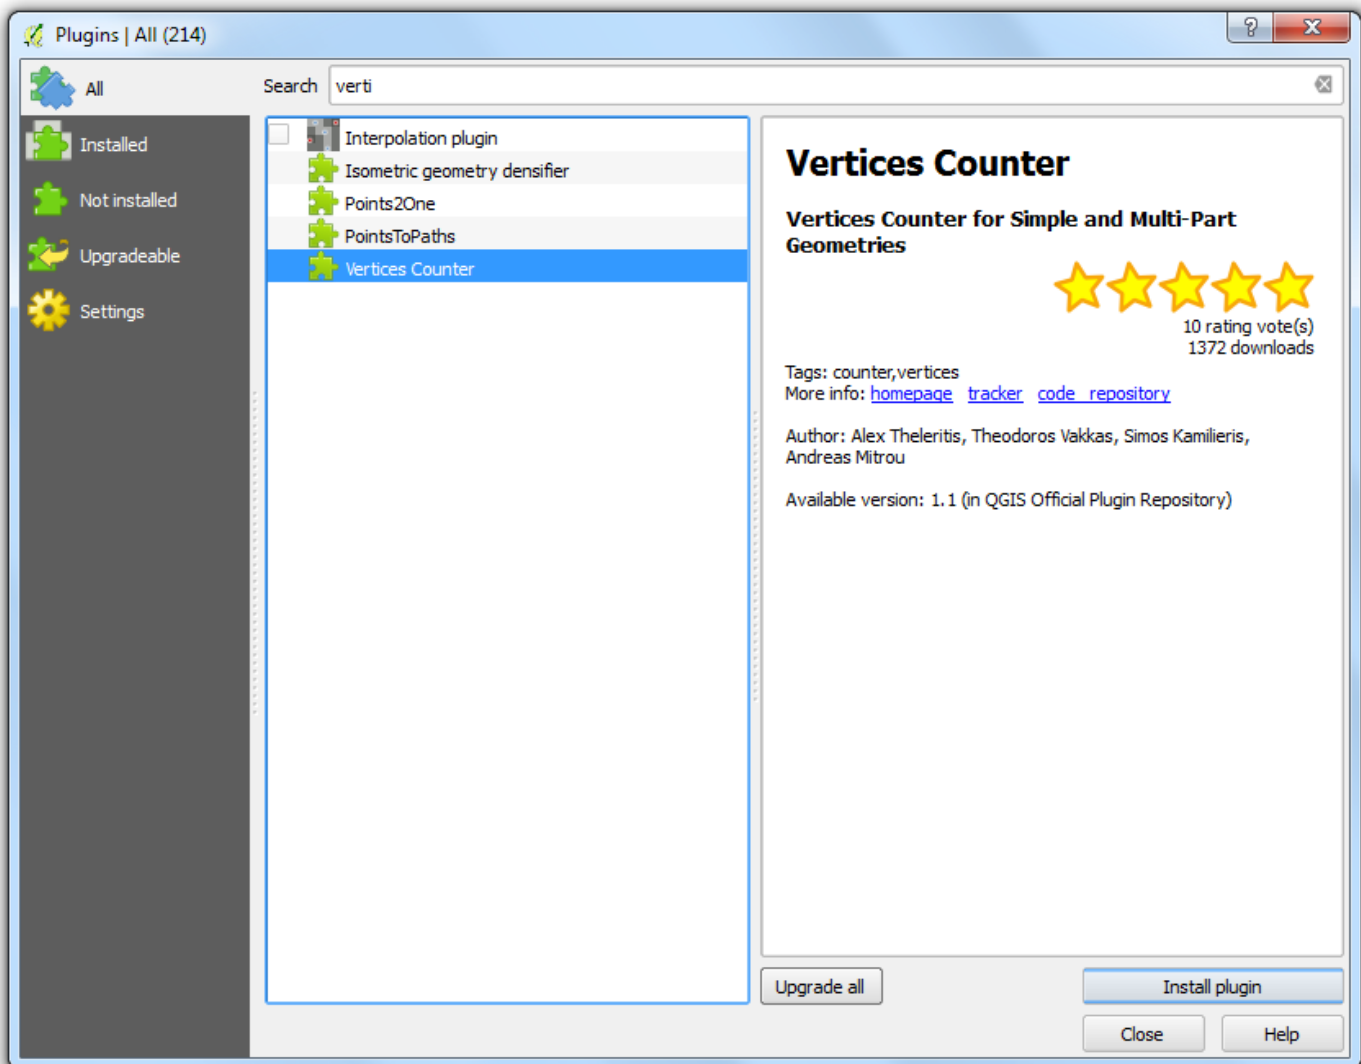 Plugins | All (214)
All
Search verti
Installed
Not installed
Upgradeable
Settings
Interpolation plugin
Isometric geometry densifier
Points2One
PointsToPaths
Vertices Counter
Vertices Counter
Vertices Counter for Simple and Multi-Part
Geometries
10 rating vote(s)
1372 downloads
Tags: counter,vertices
More info: homepage tracker code repository
Author: Alex Theleritis, Theodoros Vakkas, Simos Kamilieris,
Andreas Mitrou
Available version: 1.1 (in QGIS Official Plugin Repository)
Upgrade all
Install plugin
Close
Help